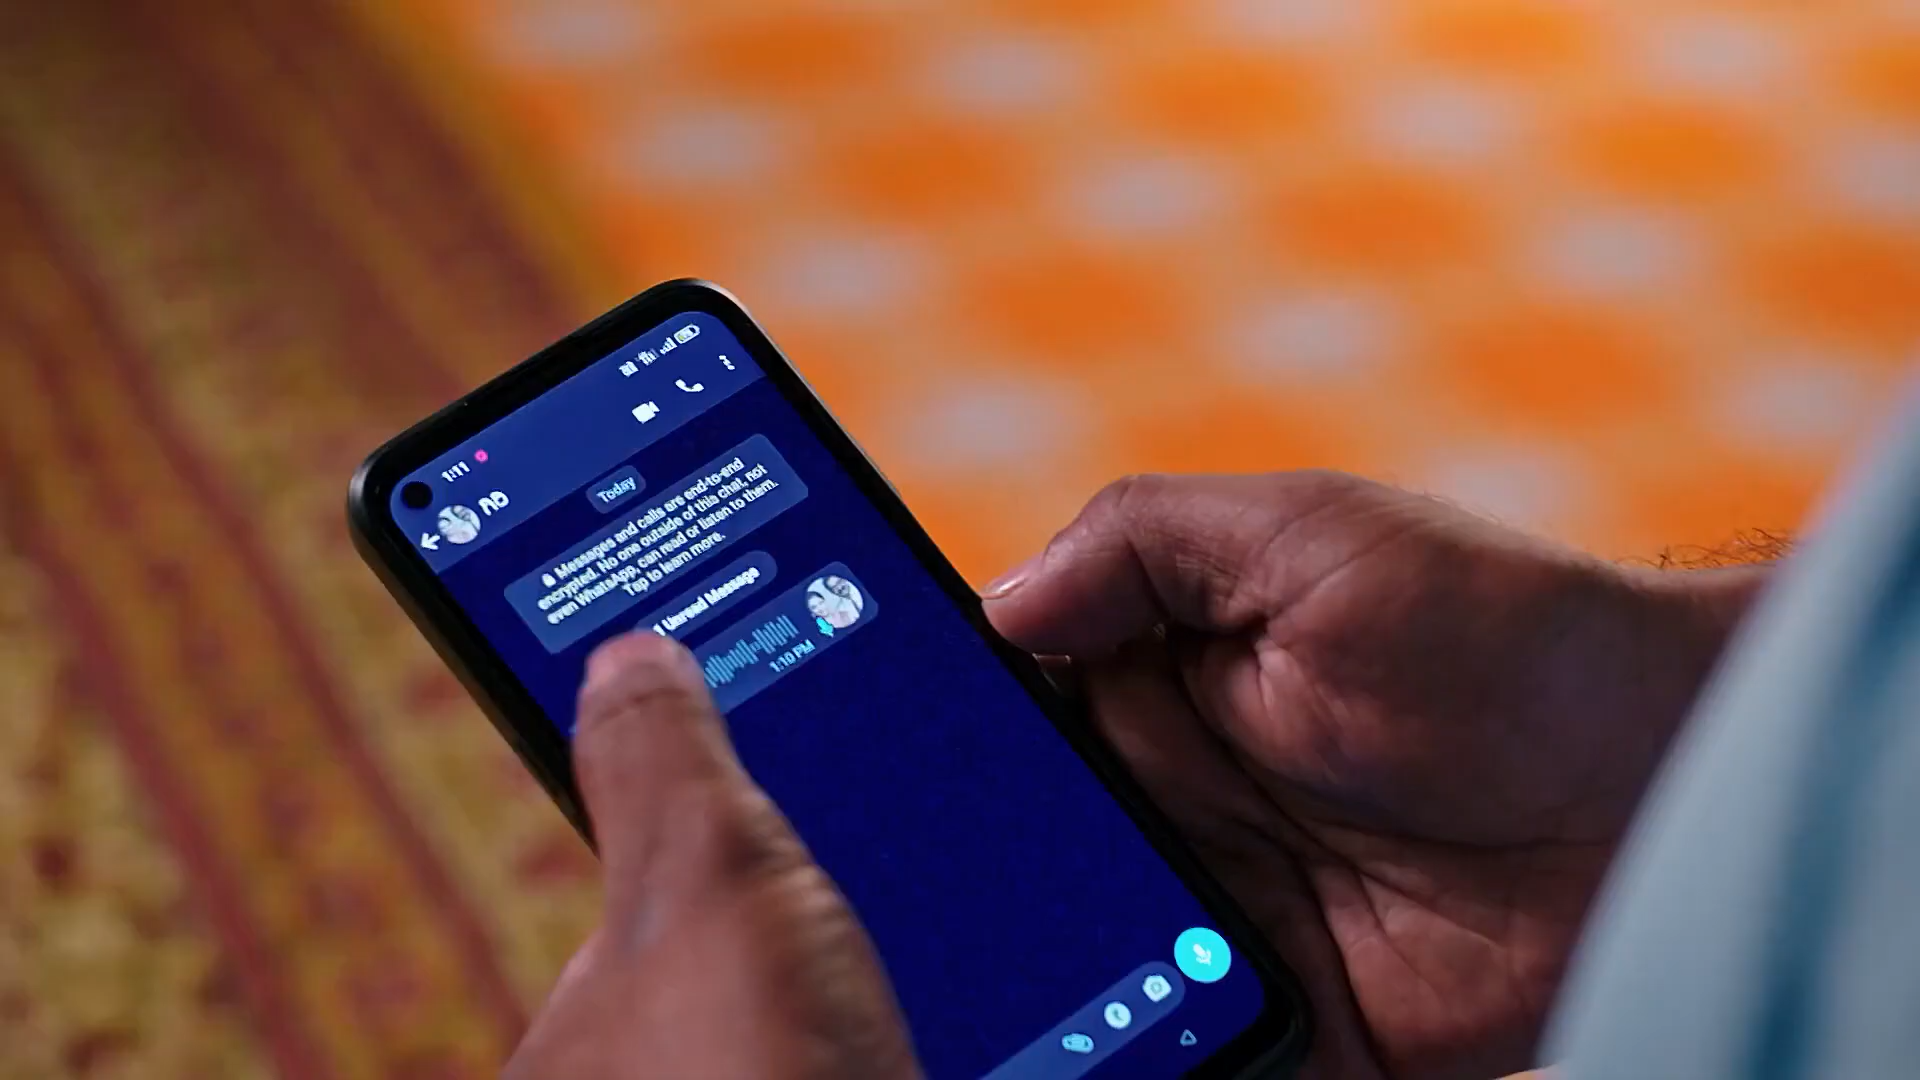 1:11
Today
Messages and calls are end-to-end
encrypted. No one outside of this chat, not
even WhatsApp, can read or listen to them.
Tap to learn more.
1 Unread Message
1:10 PM